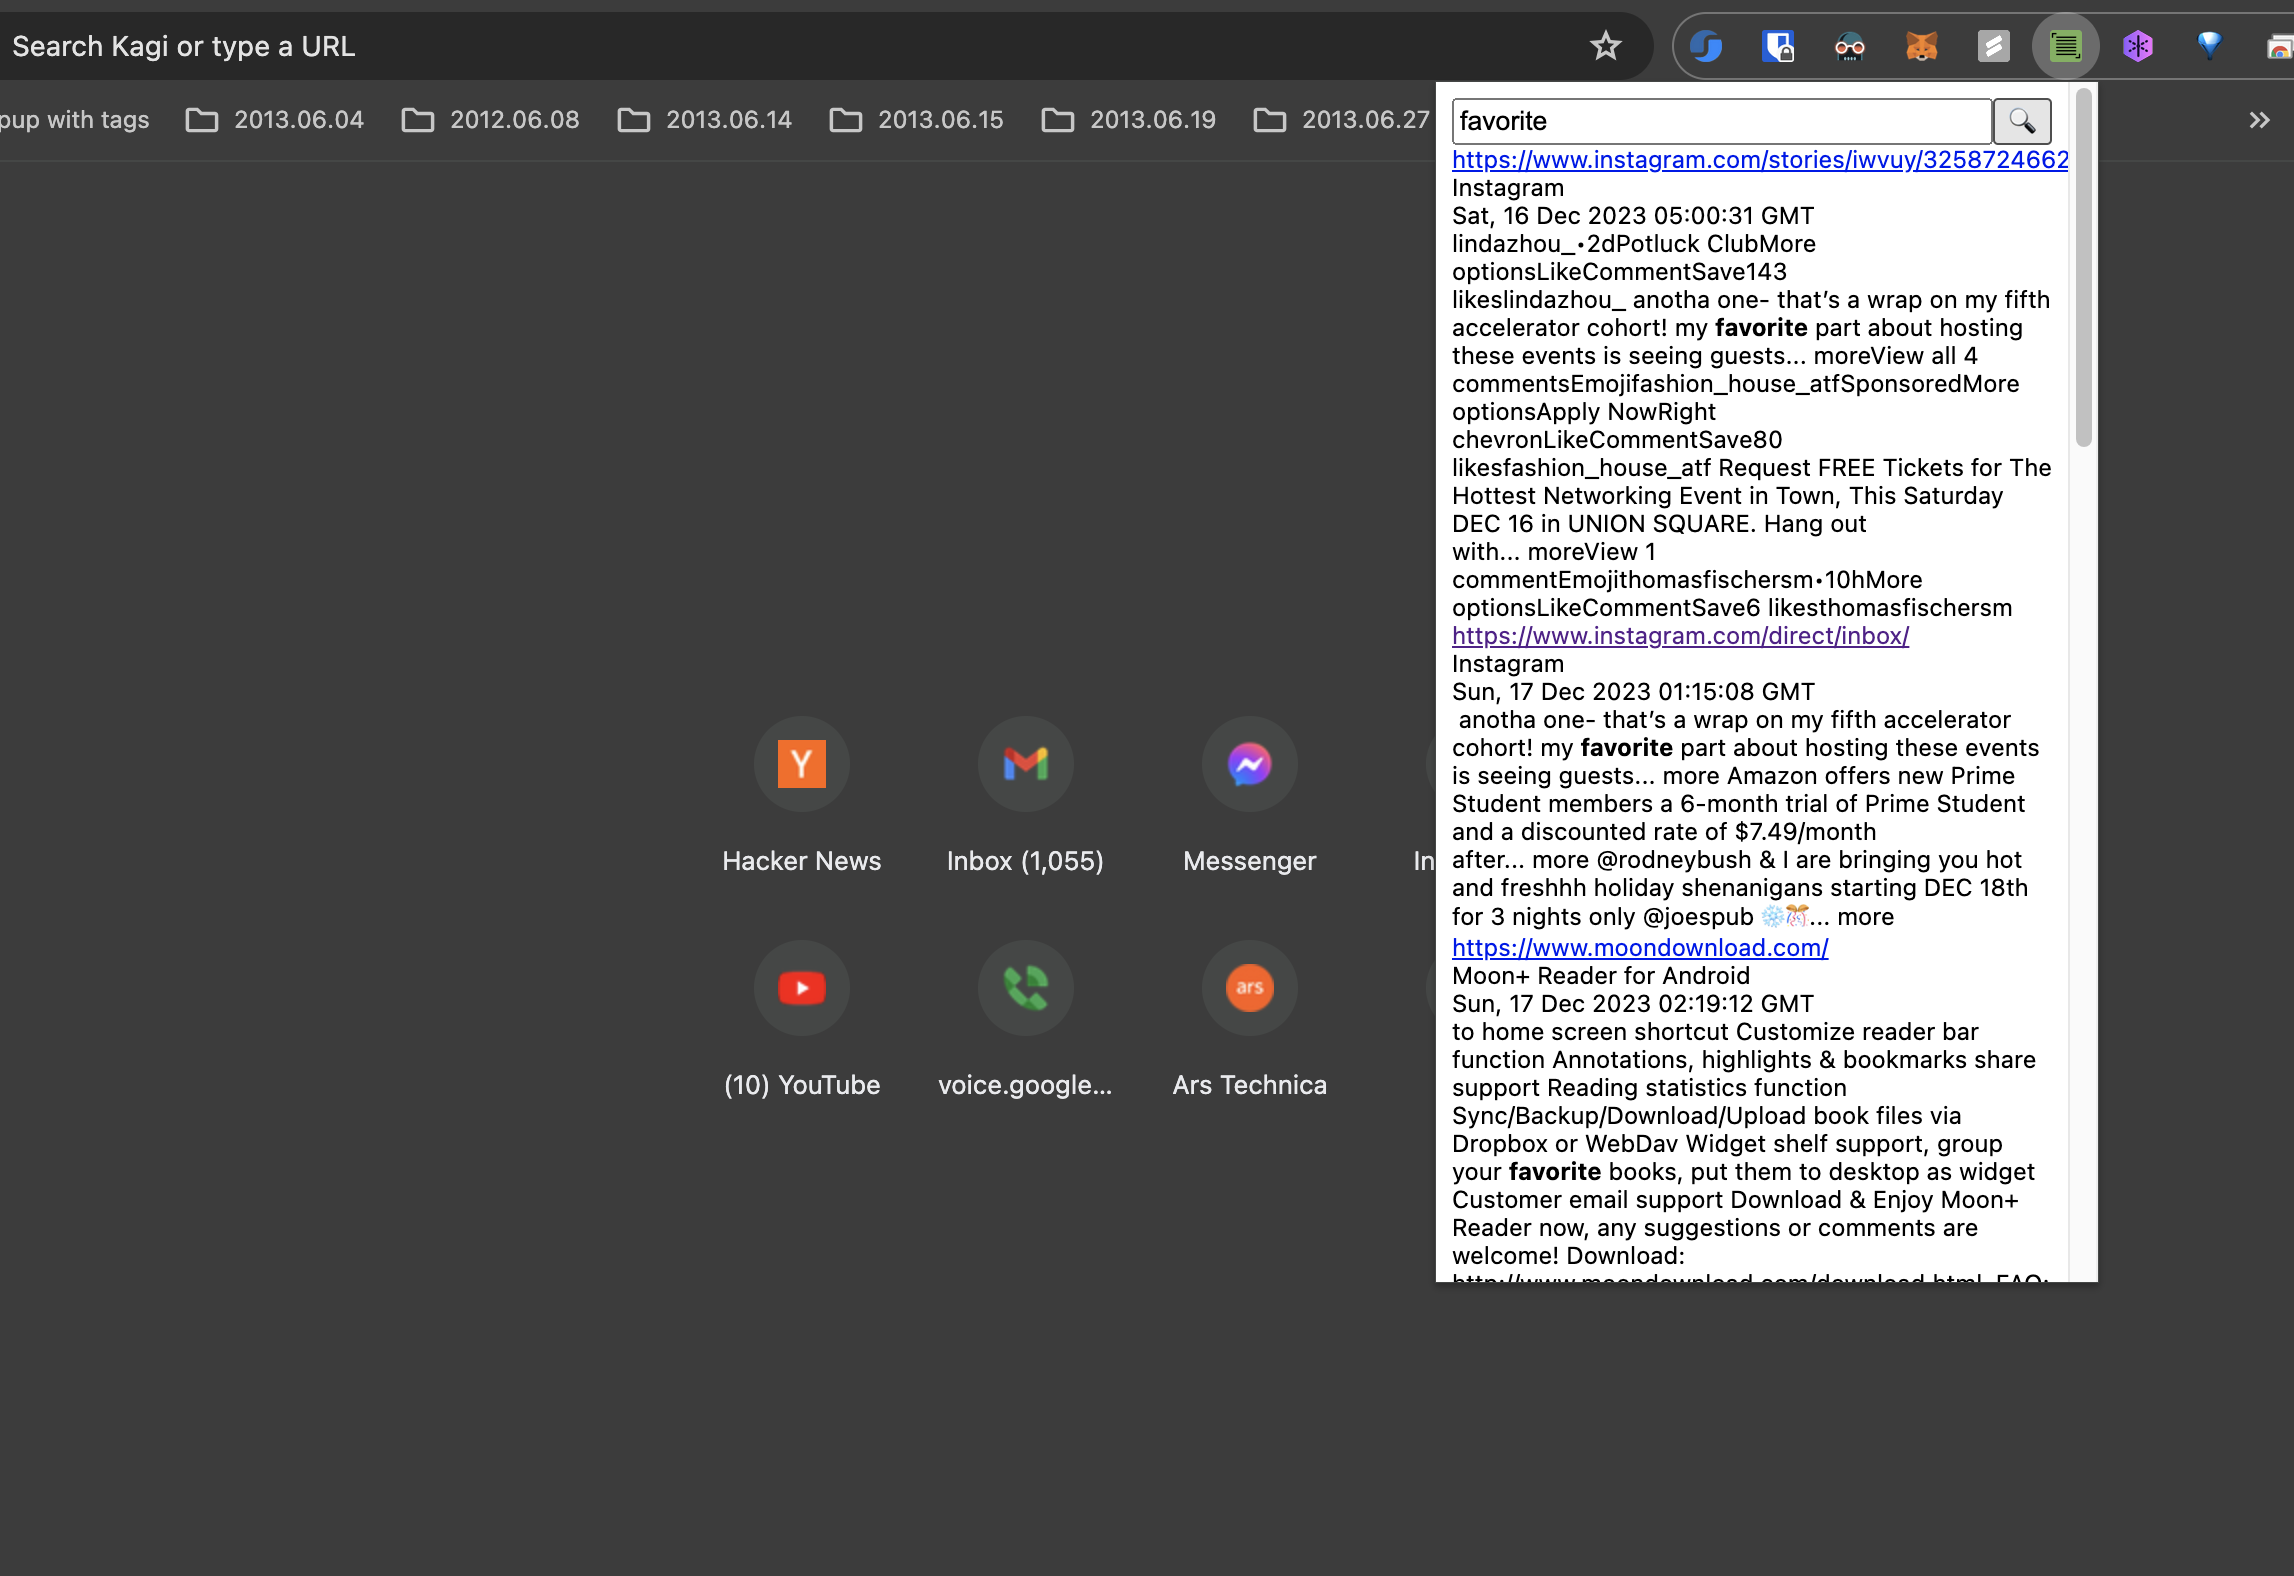 Search Kagi or type a URL
pup with tags
2013.06.04
2012.06.08
2013.06.14
2013.06.15
2013.06.19
2013.06.27
favorite
https://www.instagram.com/stories/iwvuy/3258724662
Instagram
Sat, 16 Dec 2023 05:00:31 GMT
lindazhou_•2dPotluck ClubMore
optionsLikeCommentSave143
likeslindazhou_ anotha one- that’s a wrap on my fifth
accelerator cohort! my favorite part about hosting
these events is seeing guests... moreView all 4
commentsEmojifashion_house_atfSponsoredMore
optionsApply NowRight
chevronLikeCommentSave80
likesfashion_house_atf Request FREE Tickets for The
Hottest Networking Event in Town, This Saturday
DEC 16 in UNION SQUARE. Hang out
with... moreView 1
commentEmojithomasfischersm•10hMore
optionsLikeCommentSave6 likesthomasfischersm
https://www.instagram.com/direct/inbox/
Instagram
Sun, 17 Dec 2023 01:15:08 GMT
anotha one- that’s a wrap on my fifth accelerator
cohort! my favorite part about hosting these events
is seeing guests... more Amazon offers new Prime
Student members a 6-month trial of Prime Student
and a discounted rate of $7.49/month
after... more @rodneybush & I are bringing you hot
and freshhh holiday shenanigans starting DEC 18th
for 3 nights only @joespub ❄️🎊... more
https://www.moondownload.com/
Moon+ Reader for Android
Sun, 17 Dec 2023 02:19:12 GMT
to home screen shortcut Customize reader bar
function Annotations, highlights & bookmarks share
support Reading statistics function
Sync/Backup/Download/Upload book files via
Dropbox or WebDav Widget shelf support, group
your favorite books, put them to desktop as widget
Customer email support Download & Enjoy Moon+
Reader now, any suggestions or comments are
welcome! Download:
http://www.moondownload.com/download.html FAQ:
Y
Hacker News
Inbox (1,055)
Messenger
In
(10) YouTube
voice.google...
ars
Ars Technica